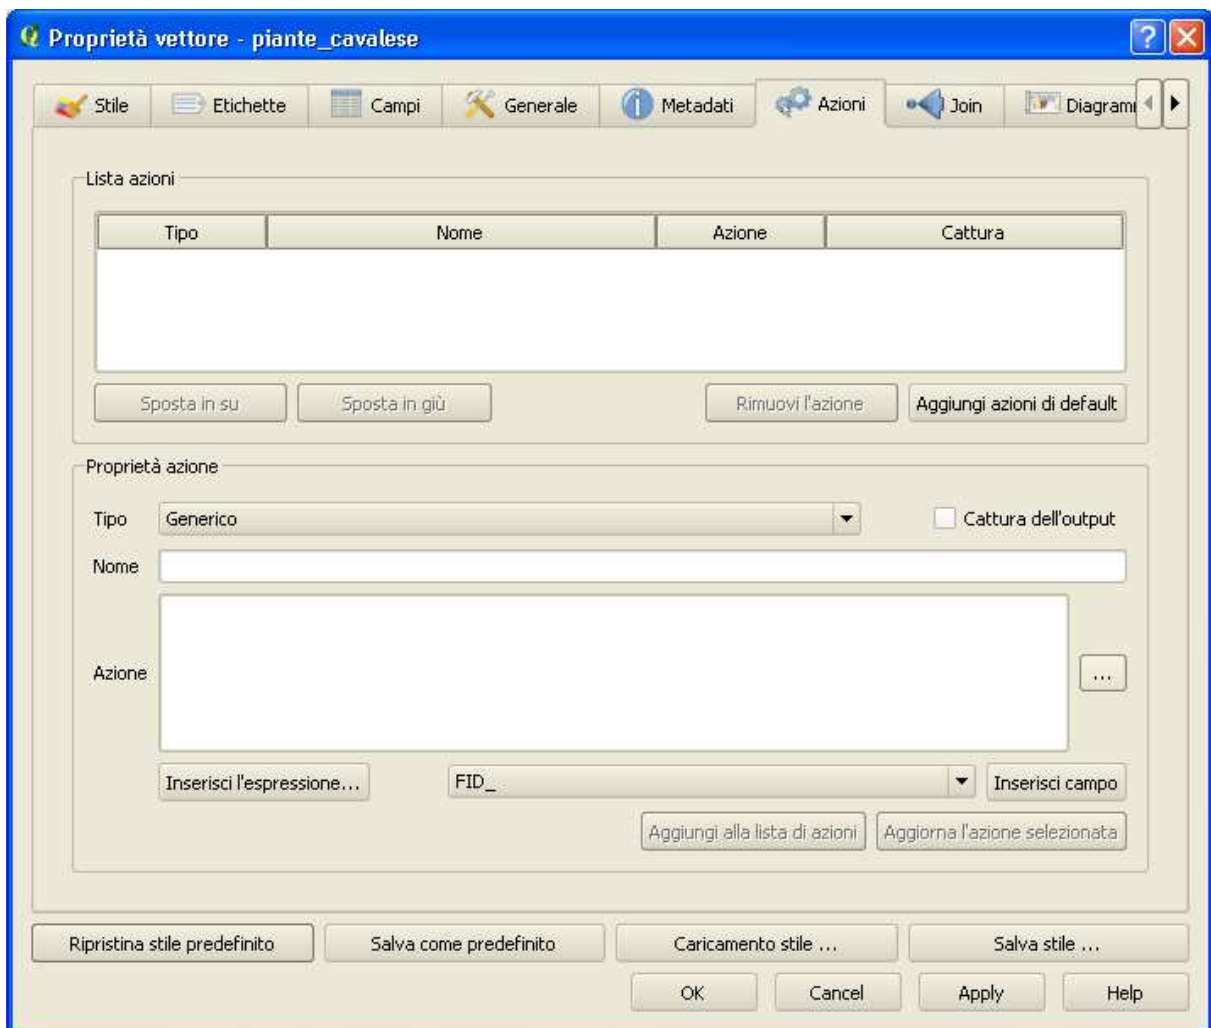 Proprietà vettore - piante_cavalese
Stile Etichette Campi Generale Metadati Azioni Join Diagrammi
Lista azioni
Tipo Nome Azione Cattura
Sposta in su Sposta in giù Rimuovi l'azione Aggiungi azioni di default
Proprietà azione
Tipo Generico Cattura dell'output
Nome
Azione ...
Inserisci l'espressione... FID_ Inserisci campo
Aggiungi alla lista di azioni Aggiorna l'azione selezionata
Ripristina stile predefinito Salva come predefinito Caricamento stile ... Salva stile ...
OK Cancel Apply Help